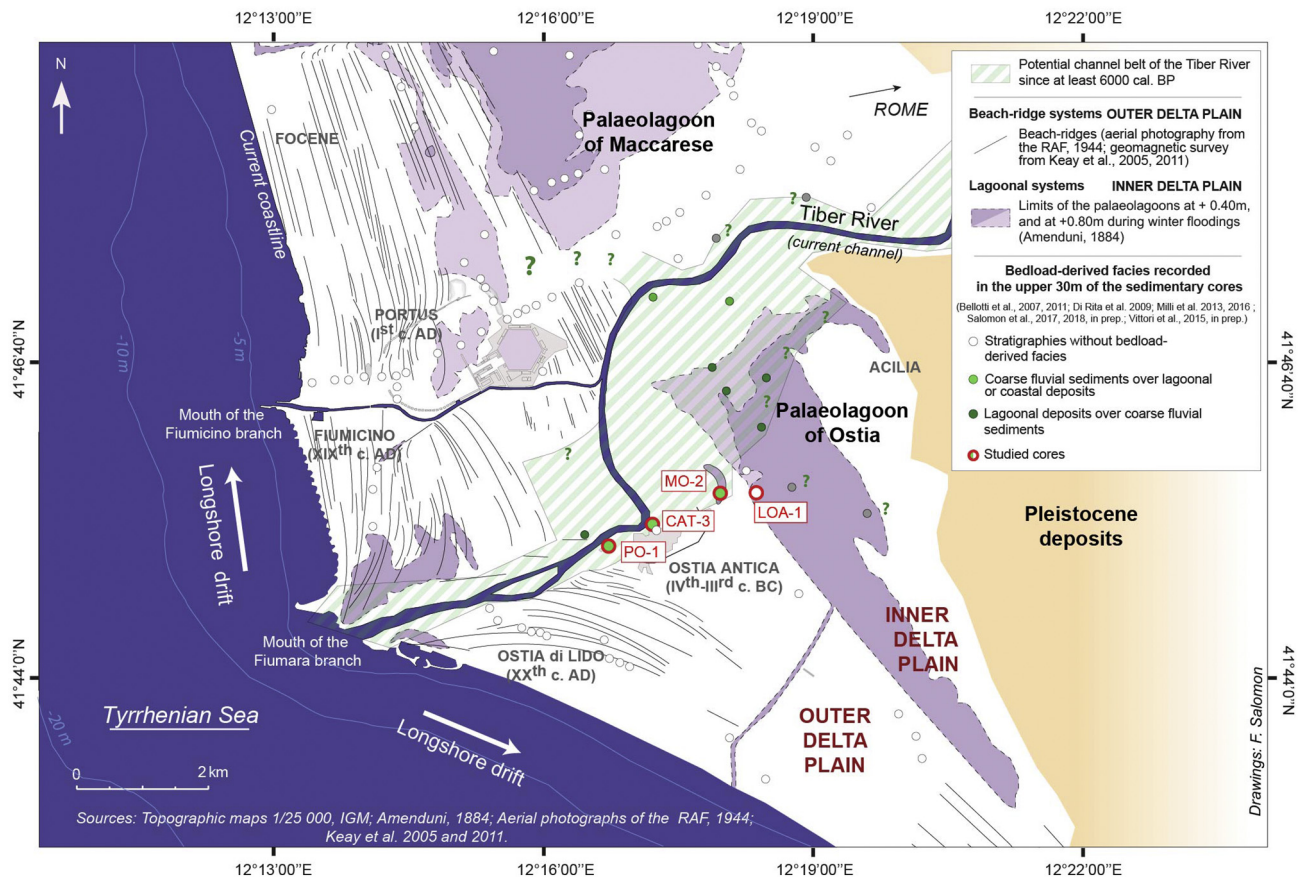 12°13'00''E
12°16'00''E
12°19'00''E
12°22'00''E
N
ROME
FOCENE
Current coastline
Palaeolagoon
of Maccarese
?
?
?
?
?
Tiber River
(current channel)
Potential channel belt of the Tiber River
since at least 6000 cal. BP
Beach-ridge systems OUTER DELTA PLAIN
Beach-ridges (aerial photography from
the RAF, 1944; geomagnetic survey
from Keay et al., 2005, 2011)
Lagoonal systems INNER DELTA PLAIN
Limits of the palaeolagoons at + 0.40m,
and at +0.80m during winter floodings
(Amenduni, 1884)
Bedload-derived facies recorded
in the upper 30m of the sedimentary cores
(Bellotti et al., 2007, 2011; Di Rita et al. 2009; Milli et al. 2013, 2016 ;
Salomon et al., 2017, 2018, in prep.; Vittori et al., 2015, in prep.)
Stratigraphies without bedload-
derived facies
Coarse fluvial sediments over lagoonal
or coastal deposits
Lagoonal deposits over coarse fluvial
sediments
Studied cores
-10 m
-5 m
PORTUS
(Ist c. AD)
41°46'40''
41°46'40''N
?
?
ACILIA
?
Palaeolagoon
of Ostia
Mouth of the
Fiumicino branch
FIUMICINO
(XIXth c. AD)
?
Longshore drift
MO-2
LOA-1
?
CAT-3
?
PO-1
Pleistocene
deposits
OSTIA ANTICA
(IVth-IIIrd c. BC)
Mouth of the
Fiumara branch
INNER
DELTA
PLAIN
OSTIA di LIDO
(XXth c. AD)
41°44'0''N
41°44'0''N
Tyrrhenian Sea
-20 m
Longshore drift
OUTER
DELTA
PLAIN
0 2 km
Sources: Topographic maps 1/25 000, IGM; Amenduni, 1884; Aerial photographs of the RAF, 1944;
Keay et al. 2005 and 2011.
Drawings: F. Salomon
12°13'00''E
12°16'00''E
12°19'00''E
12°22'00''E